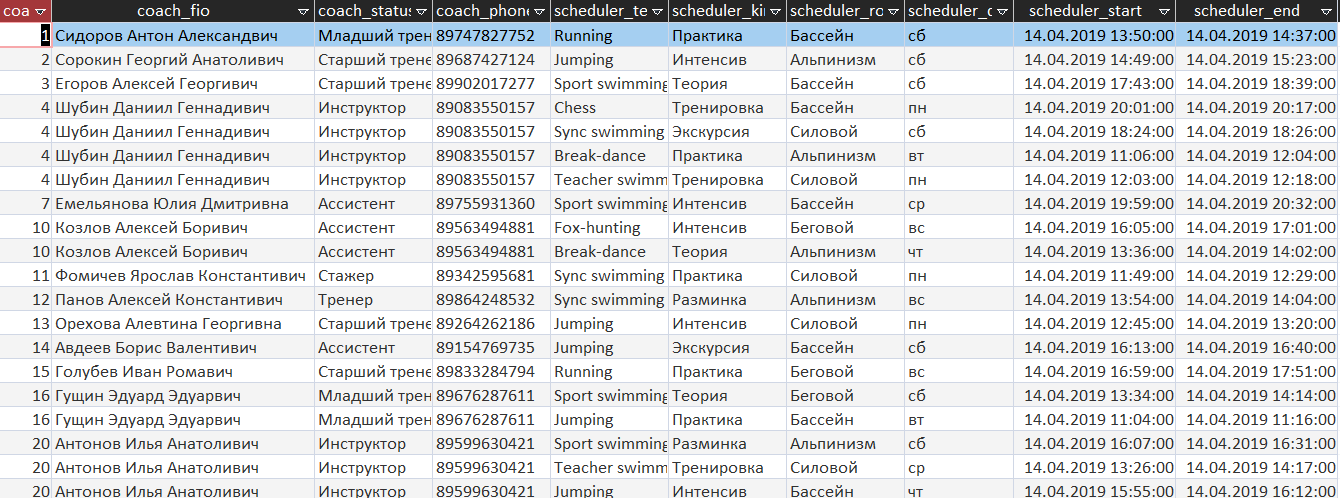 coa coach_fio coach_status coach_phone scheduler_te scheduler_kin scheduler_ro scheduler_d scheduler_start scheduler_end
1 Сидоров Антон Александвич Младший трен 89747827752 Running Практика Бассейн сб 14.04.2019 13:50:00 14.04.2019 14:37:00
2 Сорокин Георгий Анатоливич Старший трене 89687427124 Jumping Интенсив Альпинизм сб 14.04.2019 14:49:00 14.04.2019 15:23:00
3 Егоров Алексей Георгивич Старший трене 89902017277 Sport swimming Теория Бассейн сб 14.04.2019 17:43:00 14.04.2019 18:39:00
4 Шубин Даниил Геннадивич Инструктор 89083550157 Chess Тренировка Бассейн пн 14.04.2019 20:01:00 14.04.2019 20:17:00
4 Шубин Даниил Геннадивич Инструктор 89083550157 Sync swimming Экскурсия Силовой сб 14.04.2019 18:24:00 14.04.2019 18:26:00
4 Шубин Даниил Геннадивич Инструктор 89083550157 Break-dance Практика Альпинизм вт 14.04.2019 11:06:00 14.04.2019 12:04:00
4 Шубин Даниил Геннадивич Инструктор 89083550157 Teacher swimm Тренировка Силовой пн 14.04.2019 12:03:00 14.04.2019 12:18:00
7 Емельянова Юлия Дмитривна Ассистент 89755931360 Sport swimming Интенсив Бассейн ср 14.04.2019 19:59:00 14.04.2019 20:32:00
10 Козлов Алексей Боривич Ассистент 89563494881 Fox-hunting Интенсив Беговой вс 14.04.2019 16:05:00 14.04.2019 17:01:00
10 Козлов Алексей Боривич Ассистент 89563494881 Break-dance Теория Альпинизм чт 14.04.2019 13:36:00 14.04.2019 14:02:00
11 Фомичев Ярослав Константивич Стажер 89342595681 Sync swimming Практика Силовой пн 14.04.2019 11:49:00 14.04.2019 12:29:00
12 Панов Алексей Константивич Тренер 89864248532 Sync swimming Разминка Альпинизм вс 14.04.2019 13:54:00 14.04.2019 14:04:00
13 Орехова Алевтина Георгивна Старший трене 89264262186 Jumping Интенсив Силовой пн 14.04.2019 12:45:00 14.04.2019 13:20:00
14 Авдеев Борис Валентивич Ассистент 89154769735 Jumping Экскурсия Бассейн сб 14.04.2019 16:13:00 14.04.2019 16:40:00
15 Голубев Иван Ромавич Старший трене 89833284794 Running Практика Беговой вс 14.04.2019 16:59:00 14.04.2019 17:51:00
16 Гущин Эдуард Эдуарвич Младший трен 89676287611 Sport swimming Теория Беговой сб 14.04.2019 13:34:00 14.04.2019 14:14:00
16 Гущин Эдуард Эдуарвич Младший трен 89676287611 Jumping Практика Бассейн вт 14.04.2019 11:04:00 14.04.2019 11:16:00
20 Антонов Илья Анатоливич Инструктор 89599630421 Sport swimming Разминка Альпинизм сб 14.04.2019 16:07:00 14.04.2019 16:31:00
20 Антонов Илья Анатоливич Инструктор 89599630421 Teacher swimm Тренировка Силовой ср 14.04.2019 13:26:00 14.04.2019 14:17:00
20 Антонов Илья Анатоливич Инструктор 89599630421 Jumping Интенсив Бассейн чт 14.04.2019 15:55:00 14.04.2019 16:12:00